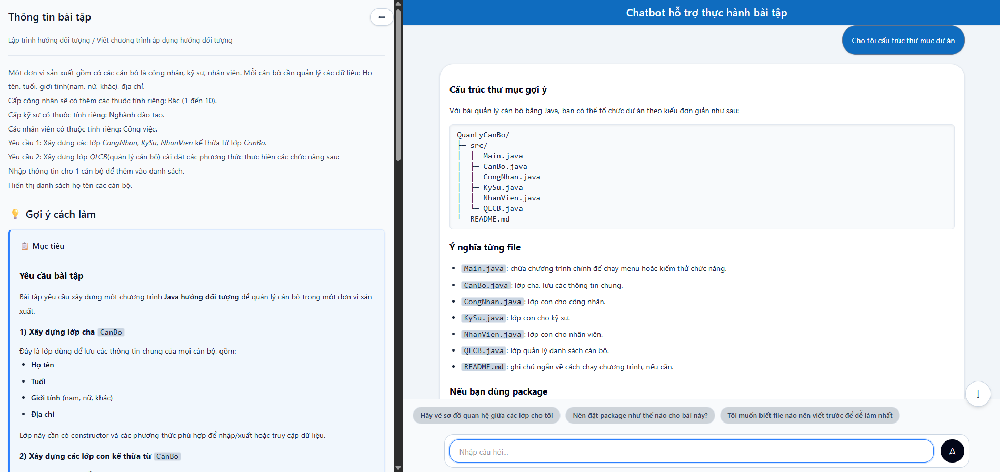 Thông tin bài tập
Lập trình hướng đối tượng / Viết chương trình áp dụng hướng đối tượng
Một đơn vị sản xuất gồm có các cán bộ là công nhân, kỹ sư, nhân viên. Mỗi cán bộ cần quản lý các dữ liệu: Họ
tên, tuổi, giới tính(nam, nữ, khác), địa chỉ.
Cấp công nhân sẽ có thêm các thuộc tính riêng: Bậc (1 đến 10).
Cấp kỹ sư có thuộc tính riêng: Nghành đào tạo.
Các nhân viên có thuộc tính riêng: Công việc.
Yêu cầu 1: Xây dựng các lớp CongNhan, KySu, NhanVien kế thừa từ lớp CanBo.
Yêu cầu 2: Xây dựng lớp QLCB(quản lý cán bộ) cài đặt các phương thức thực hiện các chức năng sau:
Nhập thông tin cho 1 cán bộ để thêm vào danh sách.
Hiển thị danh sách họ tên các cán bộ.
💡 Gợi ý cách làm
📋 Mục tiêu
Yêu cầu bài tập
Bài tập yêu cầu xây dựng một chương trình Java hướng đối tượng để quản lý cán bộ trong một đơn vị sản
xuất.
1) Xây dựng lớp cha CanBo
Đây là lớp dùng để lưu các thông tin chung của mọi cán bộ, gồm:
• Họ tên
• Tuổi
• Giới tính (nam, nữ, khác)
• Địa chỉ
Lớp này cần có constructor và các phương thức phù hợp để nhập/xuất hoặc truy cập dữ liệu.
2) Xây dựng các lớp con kế thừa từ CanBo
Chatbot hỗ trợ thực hành bài tập
Cho tôi cấu trúc thư mục dự án
Cấu trúc thư mục gợi ý
Với bài quản lý cán bộ bằng Java, bạn có thể tổ chức dự án theo kiểu đơn giản như sau:
QuanLyCanBo/
├─ src/
│  ├─ Main.java
│  ├─ CanBo.java
│  ├─ CongNhan.java
│  ├─ KySu.java
│  ├─ NhanVien.java
│  └─ QLCB.java
└─ README.md
Ý nghĩa từng file
• Main.java: chứa chương trình chính để chạy menu hoặc kiểm thử chức năng.
• CanBo.java: lớp cha, lưu các thông tin chung.
• CongNhan.java: lớp con cho công nhân.
• KySu.java: lớp con cho kỹ sư.
• NhanVien.java: lớp con cho nhân viên.
• QLCB.java: lớp quản lý danh sách cán bộ.
• README.md: ghi chú ngắn về cách chạy chương trình, nếu cần.
Nếu bạn dùng package
Hãy vẽ sơ đồ quan hệ giữa các lớp cho tôi
Nên đặt package như thế nào cho bài này?
Tôi muốn biết file nào nên viết trước để dễ làm nhất
Nhập câu hỏi...